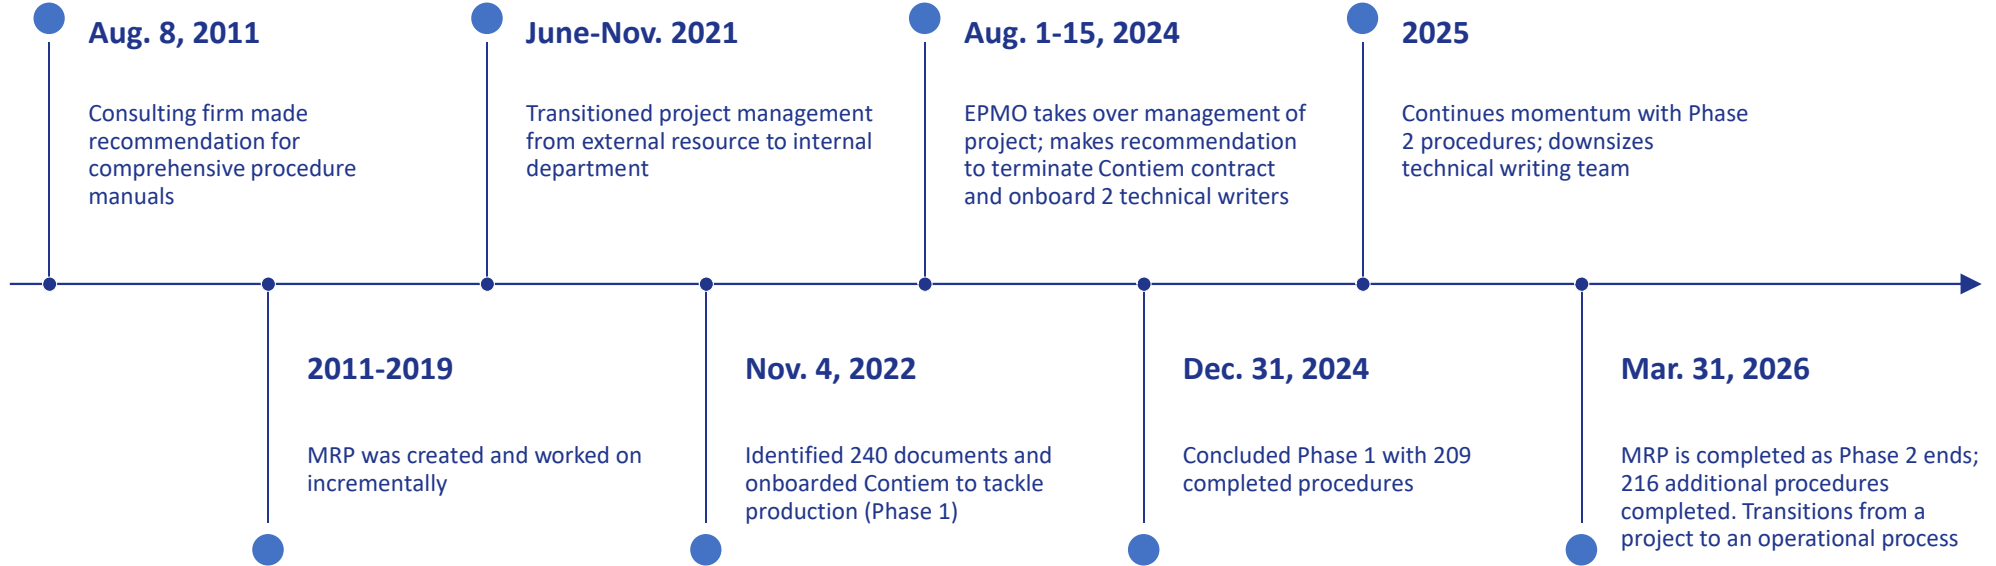 Aug. 8, 2011
Consulting firm made
recommendation for
comprehensive procedure
manuals
2011-2019
MRP was created and worked on
incrementally
June-Nov. 2021
Transitioned project management
from external resource to internal
department
Nov. 4, 2022
Identified 240 documents and
onboarded Contiem to tackle
production (Phase 1)
Aug. 1-15, 2024
EPMO takes over management of
project; makes recommendation
to terminate Contiem contract
and onboard 2 technical writers
Dec. 31, 2024
Concluded Phase 1 with 209
completed procedures
2025
Continues momentum with Phase
2 procedures; downsizes
technical writing team
Mar. 31, 2026
MRP is completed as Phase 2 ends;
216 additional procedures
completed. Transitions from a
project to an operational process